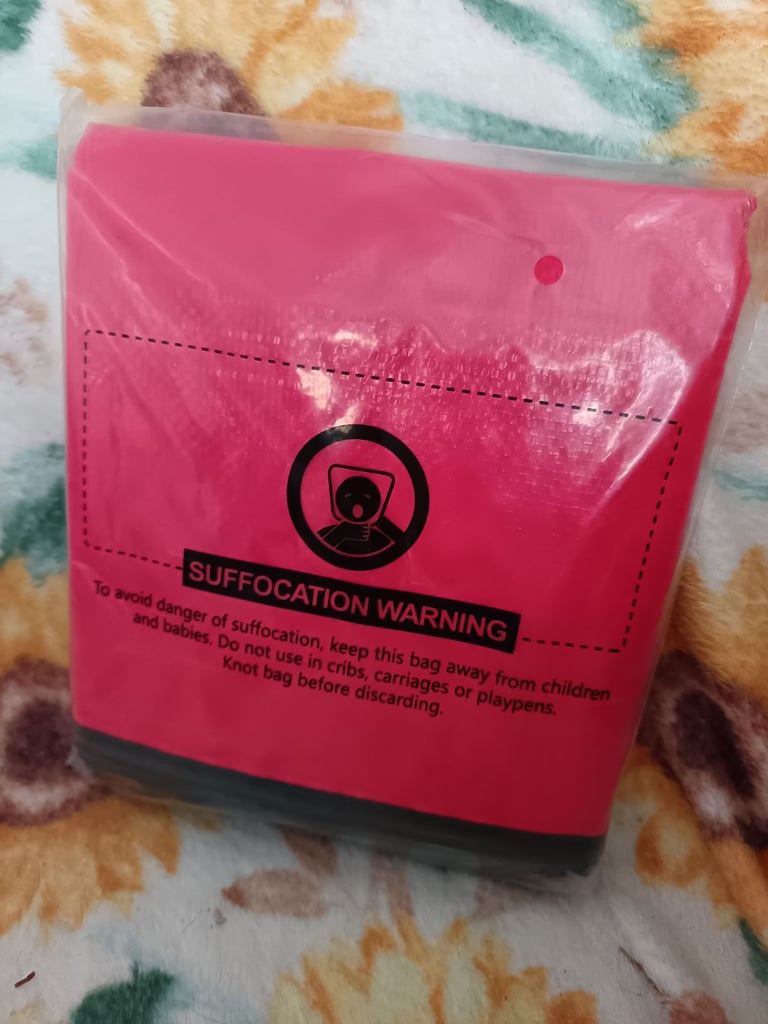 SUFFOCATION WARNING
To avoid danger of suffocation, keep this bag away from children
and babies. Do not use in cribs, carriages or playpens.
Knot bag before discarding.